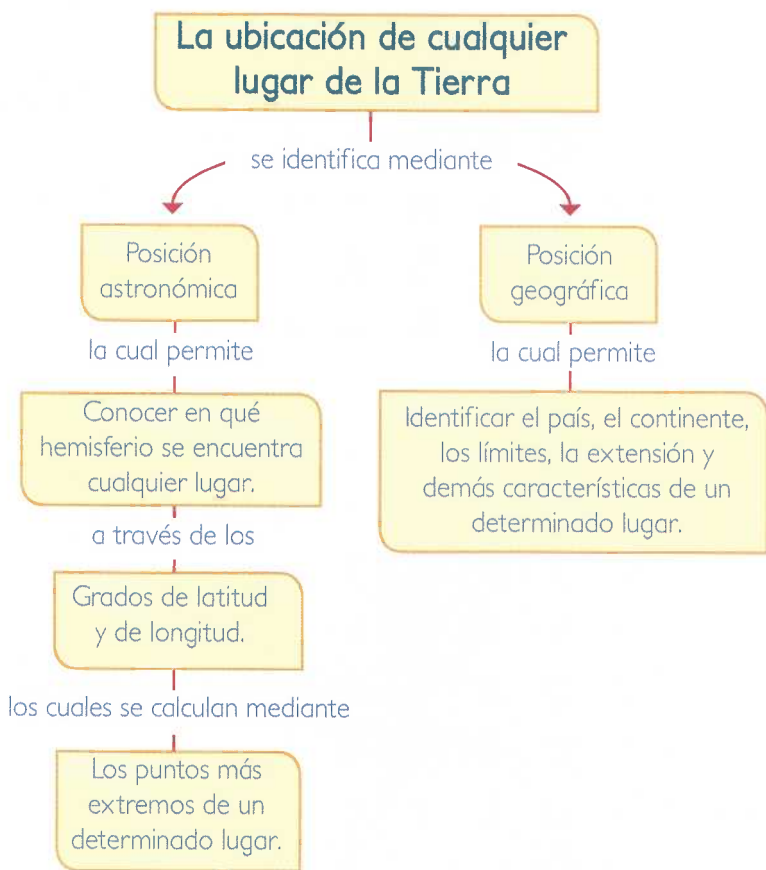 La ubicación de cualquier
lugar de la Tierra
se identifica mediante
Posición
astronómica
la cual permite
Conocer en qué
hemisferio se encuentra
cualquier lugar.
a través de los
Grados de latitud
y de longitud.
los cuales se calculan mediante
Los puntos más
extremos de un
determinado lugar.
Posición
geográfica
la cual permite
Identificar el país, el continente,
los límites, la extensión y
demás características de un
determinado lugar.